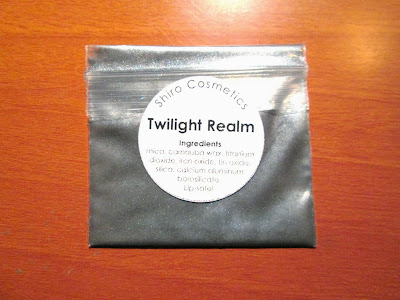 Shiro Cosmetics
Twilight Realm
Ingredients
mica, carnauba wax, titanium
dioxide, iron oxide, tin oxide,
silica, calcium aluminum
borosilicate
Lip-safe!